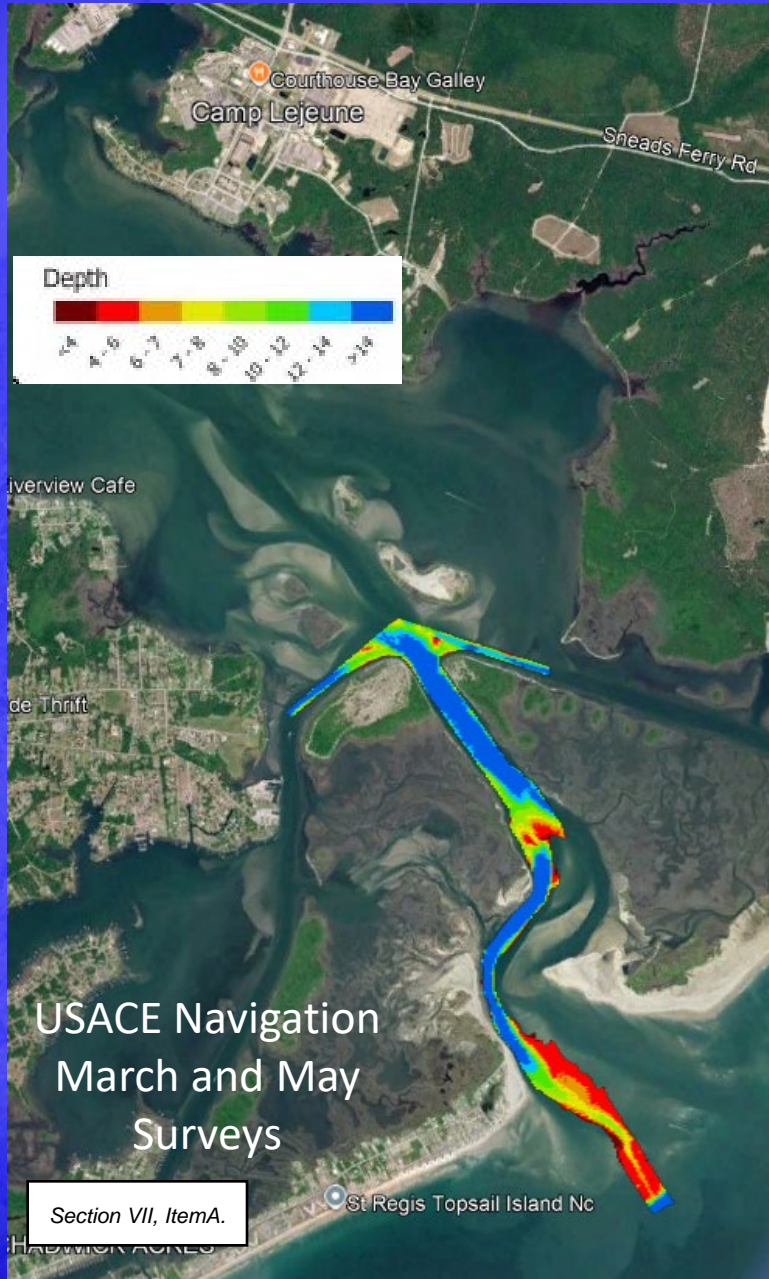 Courthouse Bay Galley
Camp Lejeune
Sneads Ferry Rd
Depth
<4
4 - 6
6 - 7
7 - 8
8 - 10
10 - 12
12 - 14
>14
iverview Cafe
de Thrift
USACE Navigation
March and May
Surveys
St Regis Topsail Island Nc
Section VII, ItemA.
CHADWICK ACRES